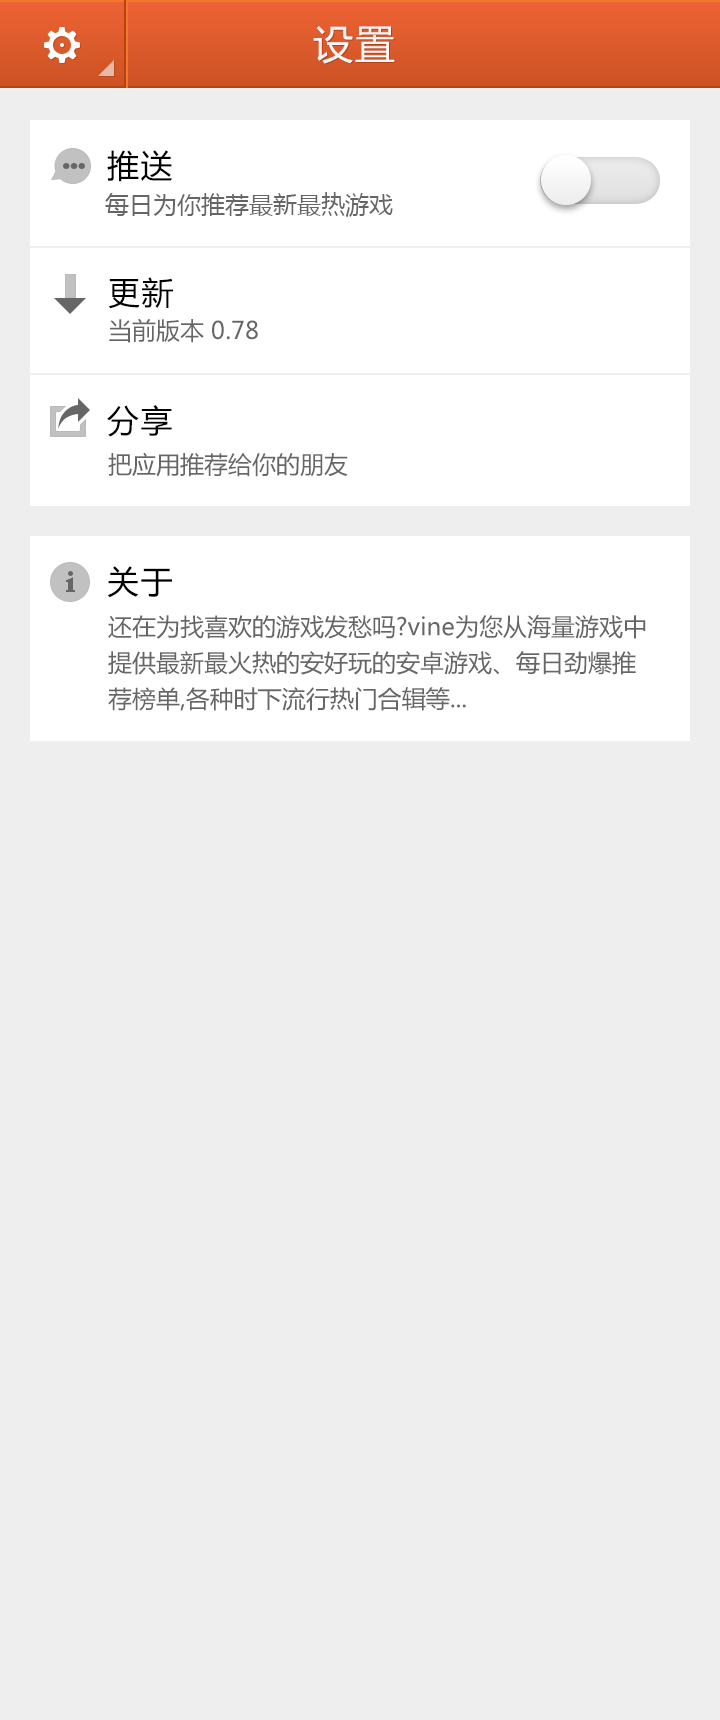 设置
推送
每日为你推荐最新最热游戏
更新
当前版本 0.78
分享
把应用推荐给你的朋友
关于
还在为找喜欢的游戏发愁吗?vine为您从海量游戏中
提供最新最火热的安好玩的安卓游戏、每日劲爆推
荐榜单,各种时下流行热门合辑等...